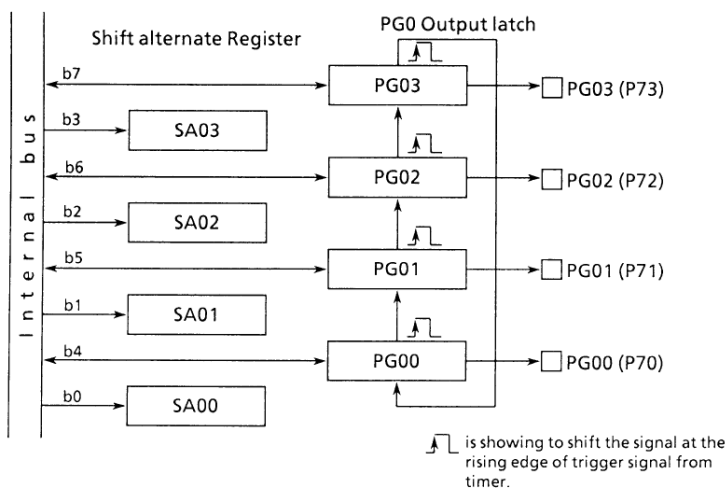 PG0 Output latch
Shift alternate Register
b7
PG03
PG03 (P73)
b3
SA03
b6
PG02
PG02 (P72)
b2
SA02
b5
PG01
PG01 (P71)
b1
SA01
b4
PG00
PG00 (P70)
b0
SA00
Internal bus
is showing to shift the signal at the
rising edge of trigger signal from
timer.